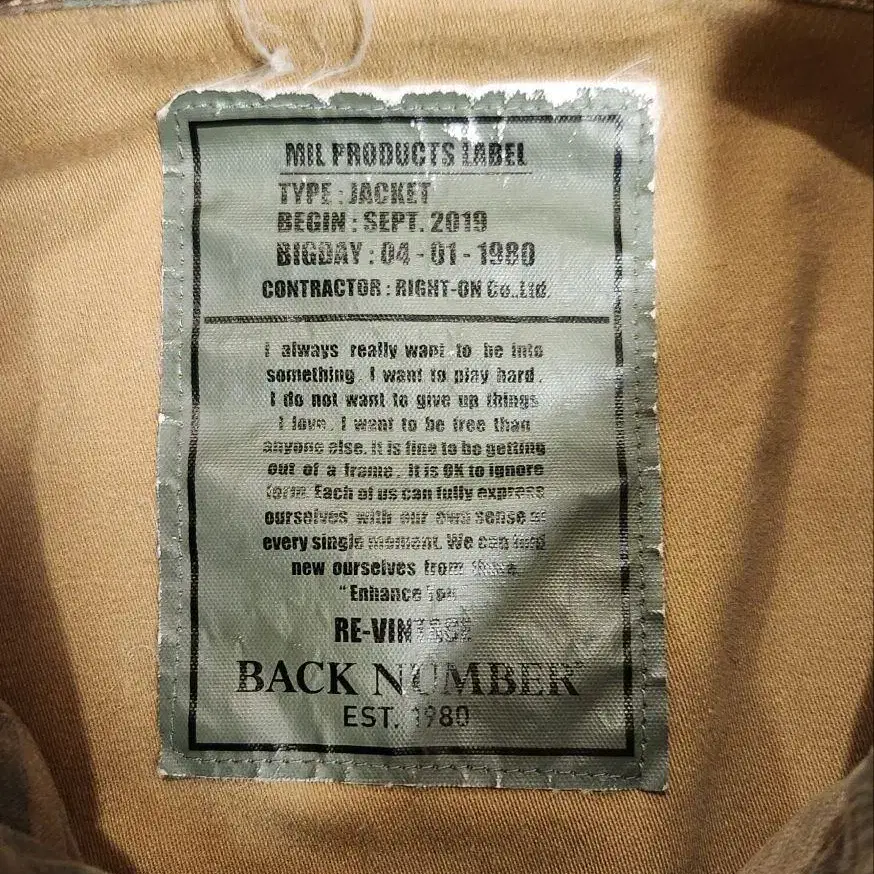 MIL PRODUCTS LABEL
TYPE : JACKET
BEGIN : SEPT. 2019
BIGDAY : 04 - 01 - 1980
CONTRACTOR : RIGHT-ON Co.,Ltd.
I always really want to be into
something. I want to play hard.
I do not want to give up things
I love. I want to be free than
anyone else. It is fine to be getting
out of a frame. It is OK to ignore
form. Each of us can fully express
ourselves with our own sense at
every single moment. We can find
new ourselves from
"Enhance
RE-VINTAGE
BACK NUMBER
EST. 1980